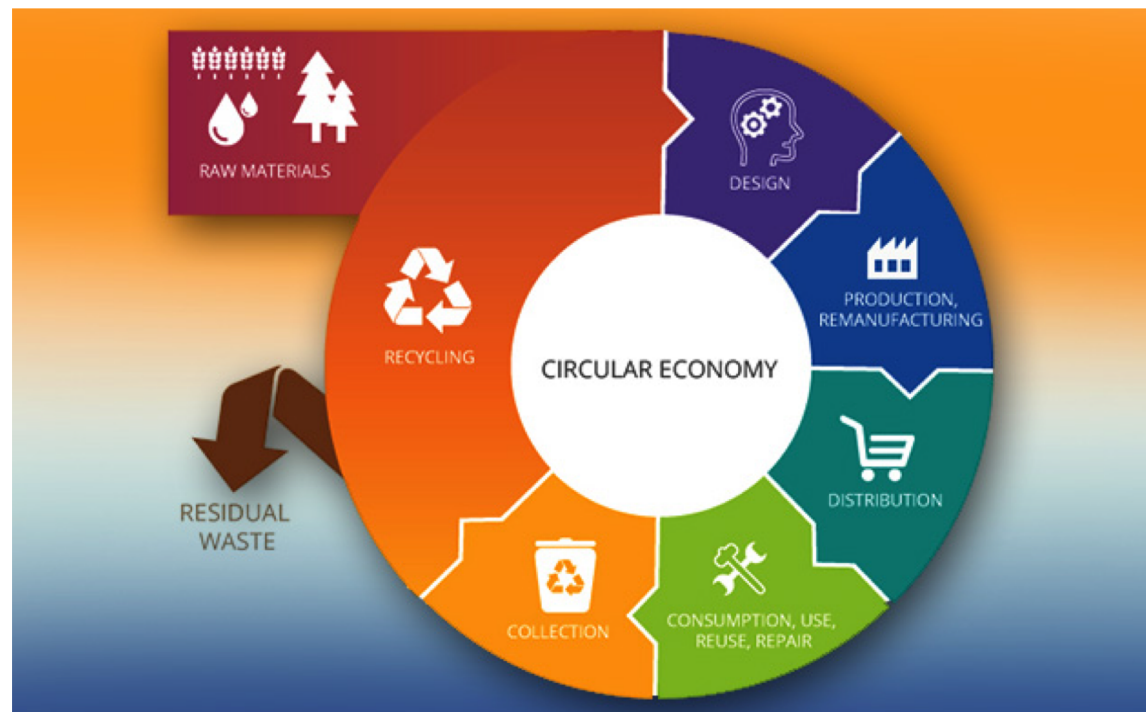 RAW MATERIALS
DESIGN
PRODUCTION,
REMANUFACTURING
RECYCLING
CIRCULAR ECONOMY
DISTRIBUTION
RESIDUAL
WASTE
CONSUMPTION, USE,
REUSE, REPAIR
COLLECTION